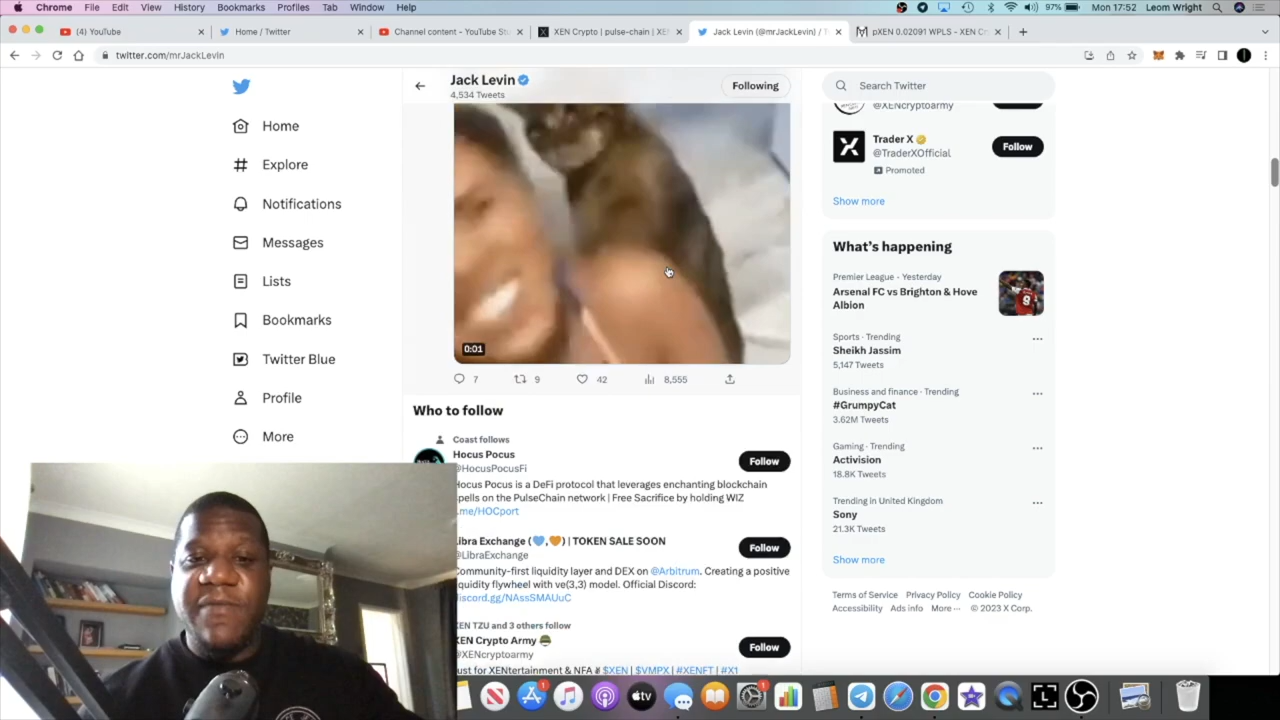 Chrome File Edit View History Bookmarks Profiles Tab Window Help
97% Mon 17:52 Leom Wright
(4) YouTube
Home / Twitter
Channel content - YouTube St
XEN Crypto | pulse-chain | XE
Jack Levin (@mrJackLevin) / T
pXEN 0.02091 WPLS - XEN C
twitter.com/mrJackLevin
Home
Explore
Notifications
Messages
Lists
Bookmarks
Twitter Blue
Profile
More
Jack Levin
4,534 Tweets
Following
0:01
7 9 42 8,555
Who to follow
Coast follows
Hocus Pocus
@HocusPocusFi
Follow
Hocus Pocus is a DeFi protocol that leverages enchanting blockchain
spells on the PulseChain network | Free Sacrifice by holding WIZ
.me/HOCport
Libra Exchange (💙,🧡) | TOKEN SALE SOON
@LibraExchange
Follow
Community-first liquidity layer and DEX on @Arbitrum. Creating a positive
liquidity flywheel with ve(3,3) model. Official Discord:
discord.gg/NAssSMAUuC
XEN TZU and 3 others follow
XEN Crypto Army
@XENcryptoarmy
Follow
Just for XENtertainment & NFA # $XEN | $VMPX | #XENFT | #X1
Search Twitter
@XENcryptoarmy
Trader X
@TraderXOfficial
Promoted
Follow
Show more
What's happening
Premier League · Yesterday
Arsenal FC vs Brighton & Hove
Albion
Sports · Trending
Sheikh Jassim
5,147 Tweets
Business and finance · Trending
#GrumpyCat
3.62M Tweets
Gaming · Trending
Activision
18.8K Tweets
Trending in United Kingdom
Sony
21.3K Tweets
Show more
Terms of Service Privacy Policy Cookie Policy
Accessibility Ads info More ··· © 2023 X Corp.
tv